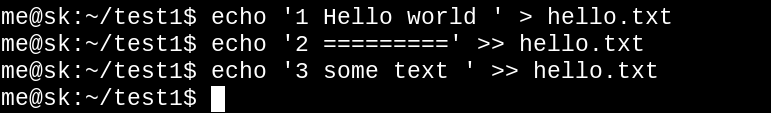 me@sk:~/test1$ echo '1 Hello world ' > hello.txt
me@sk:~/test1$ echo '2 =========' >> hello.txt
me@sk:~/test1$ echo '3 some text ' >> hello.txt
me@sk:~/test1$